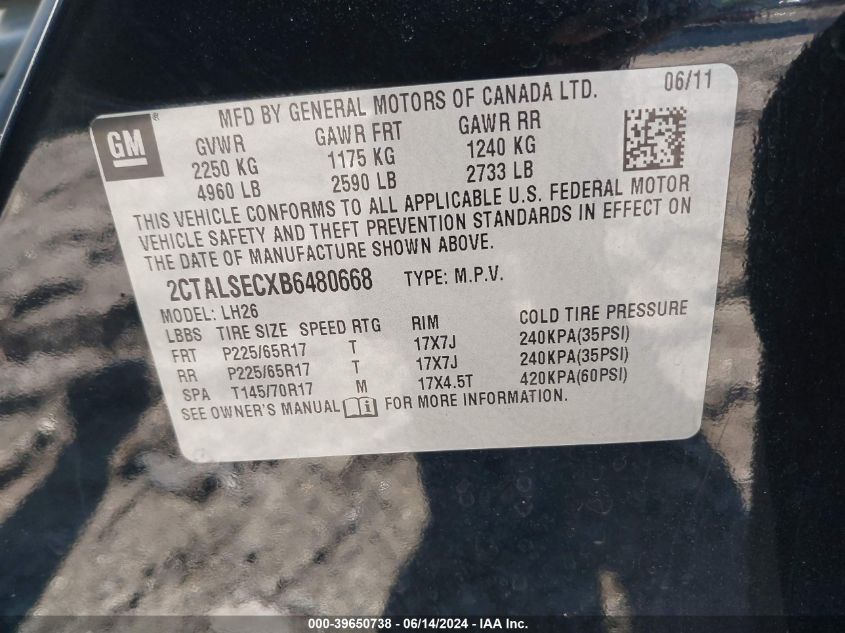 MFD BY GENERAL MOTORS OF CANADA LTD. 06/11
GM®
GVWR GAWR FRT GAWR RR
2250 KG 1175 KG 1240 KG
4960 LB 2590 LB 2733 LB
THIS VEHICLE CONFORMS TO ALL APPLICABLE U.S. FEDERAL MOTOR
VEHICLE SAFETY AND THEFT PREVENTION STANDARDS IN EFFECT ON
THE DATE OF MANUFACTURE SHOWN ABOVE.
2CTALSECXB6480668 TYPE: M.P.V.
MODEL: LH26
LBBS TIRE SIZE SPEED RTG RIM COLD TIRE PRESSURE
FRT P225/65R17 T 17X7J 240KPA(35PSI)
RR P225/65R17 T 17X7J 240KPA(35PSI)
SPA T145/70R17 M 17X4.5T 420KPA(60PSI)
SEE OWNER'S MANUAL i FOR MORE INFORMATION.
000-39650738 - 06/14/2024 - IAA Inc.